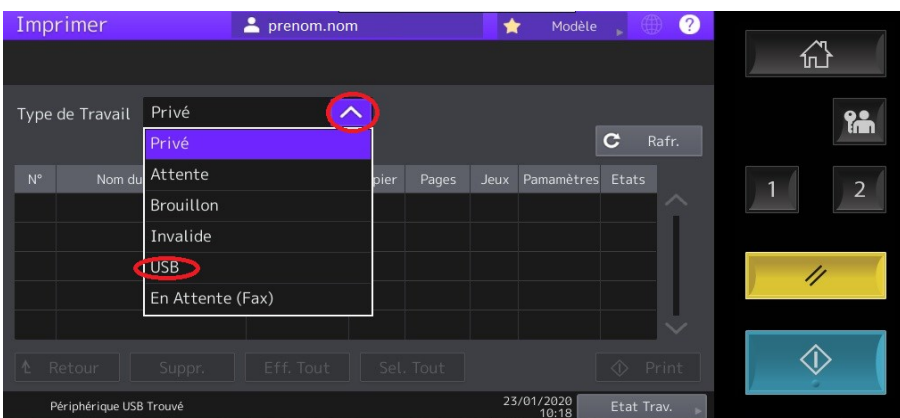 Imprimer prenom.nom Modèle ?
Type de Travail Privé
Privé Rafr.
N° Nom du pier Pages Jeux Pamamètres Etats
Attente
Brouillon
Invalide
USB
En Attente (Fax)
Retour Suppr. Eff. Tout Sel. Tout Print
Périphérique USB Trouvé 23/01/2020 Etat Trav.
10:18
1 2